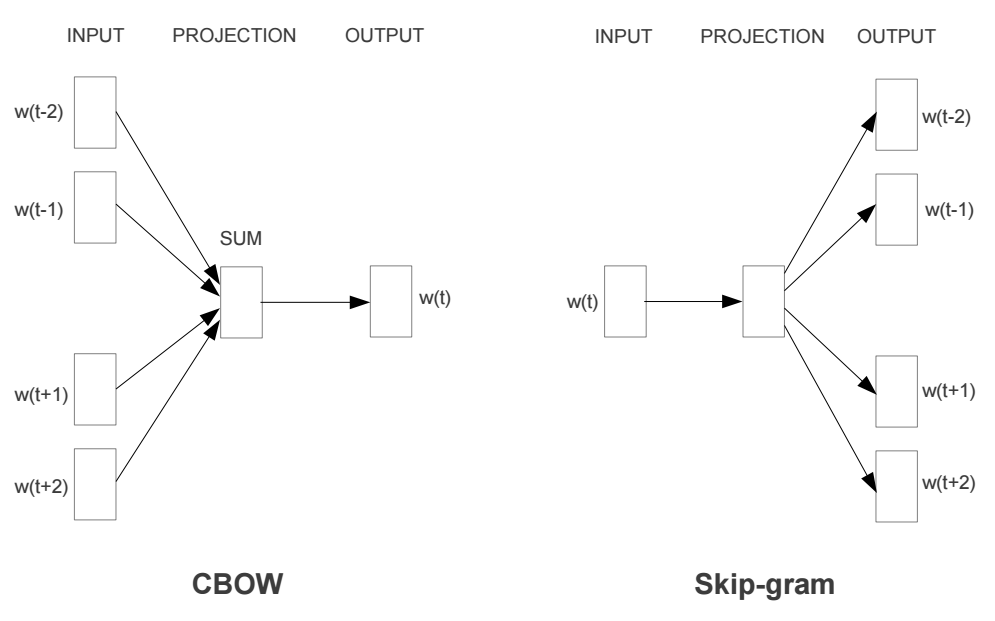 INPUT PROJECTION OUTPUT
w(t-2)
w(t-1)
SUM
w(t)
w(t+1)
w(t+2)
CBOW
INPUT PROJECTION OUTPUT
w(t-2)
w(t-1)
w(t)
w(t+1)
w(t+2)
Skip-gram